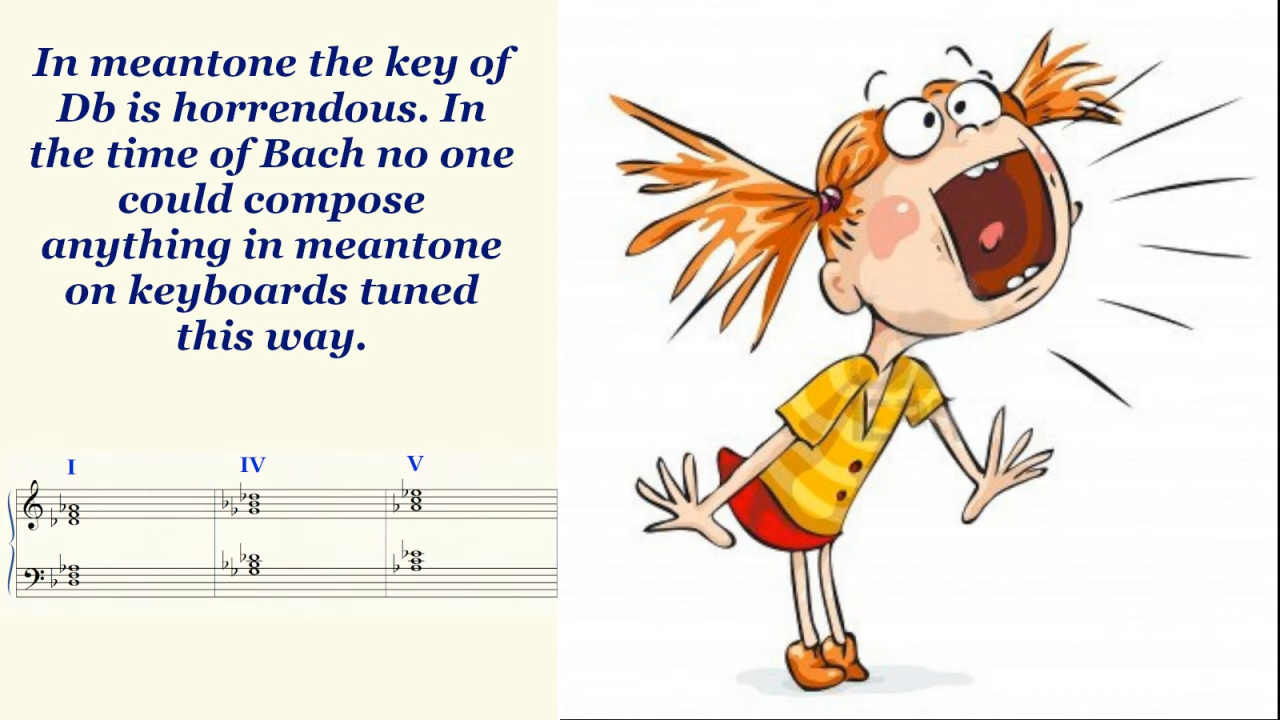 In meantone the key of
Db is horrendous. In
the time of Bach no one
could compose
anything in meantone
on keyboards tuned
this way.
I IV V